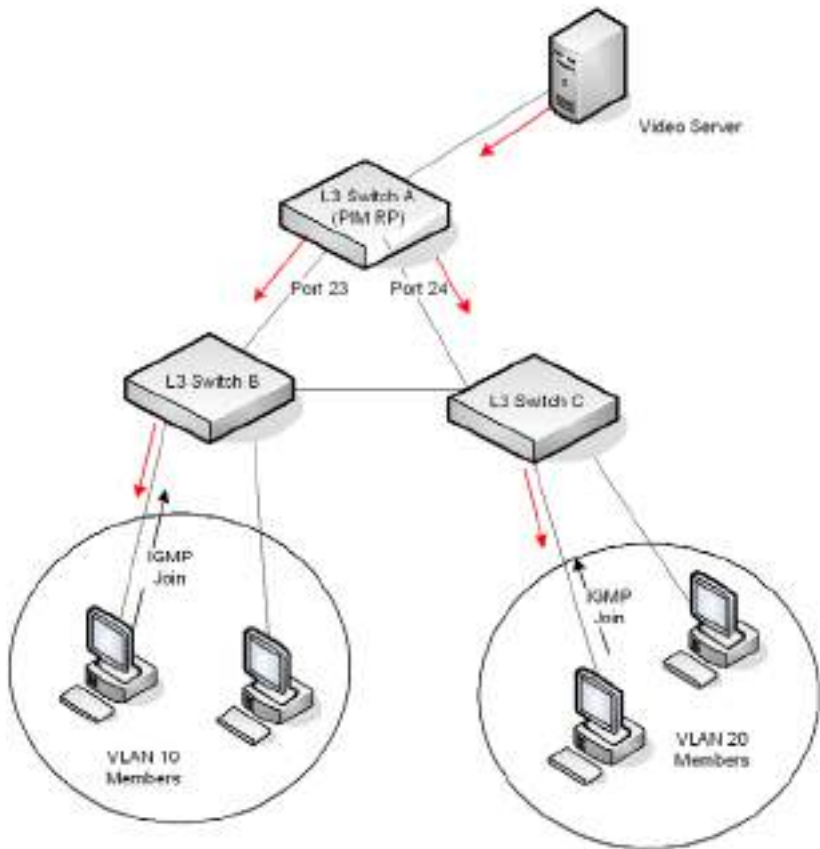 Video Server
L3 Switch A
(PIM RP)
Port 23
Port 24
L3 Switch B
L3 Switch C
IGMP
Join
IGMP
Join
VLAN 10
Members
VLAN 20
Members